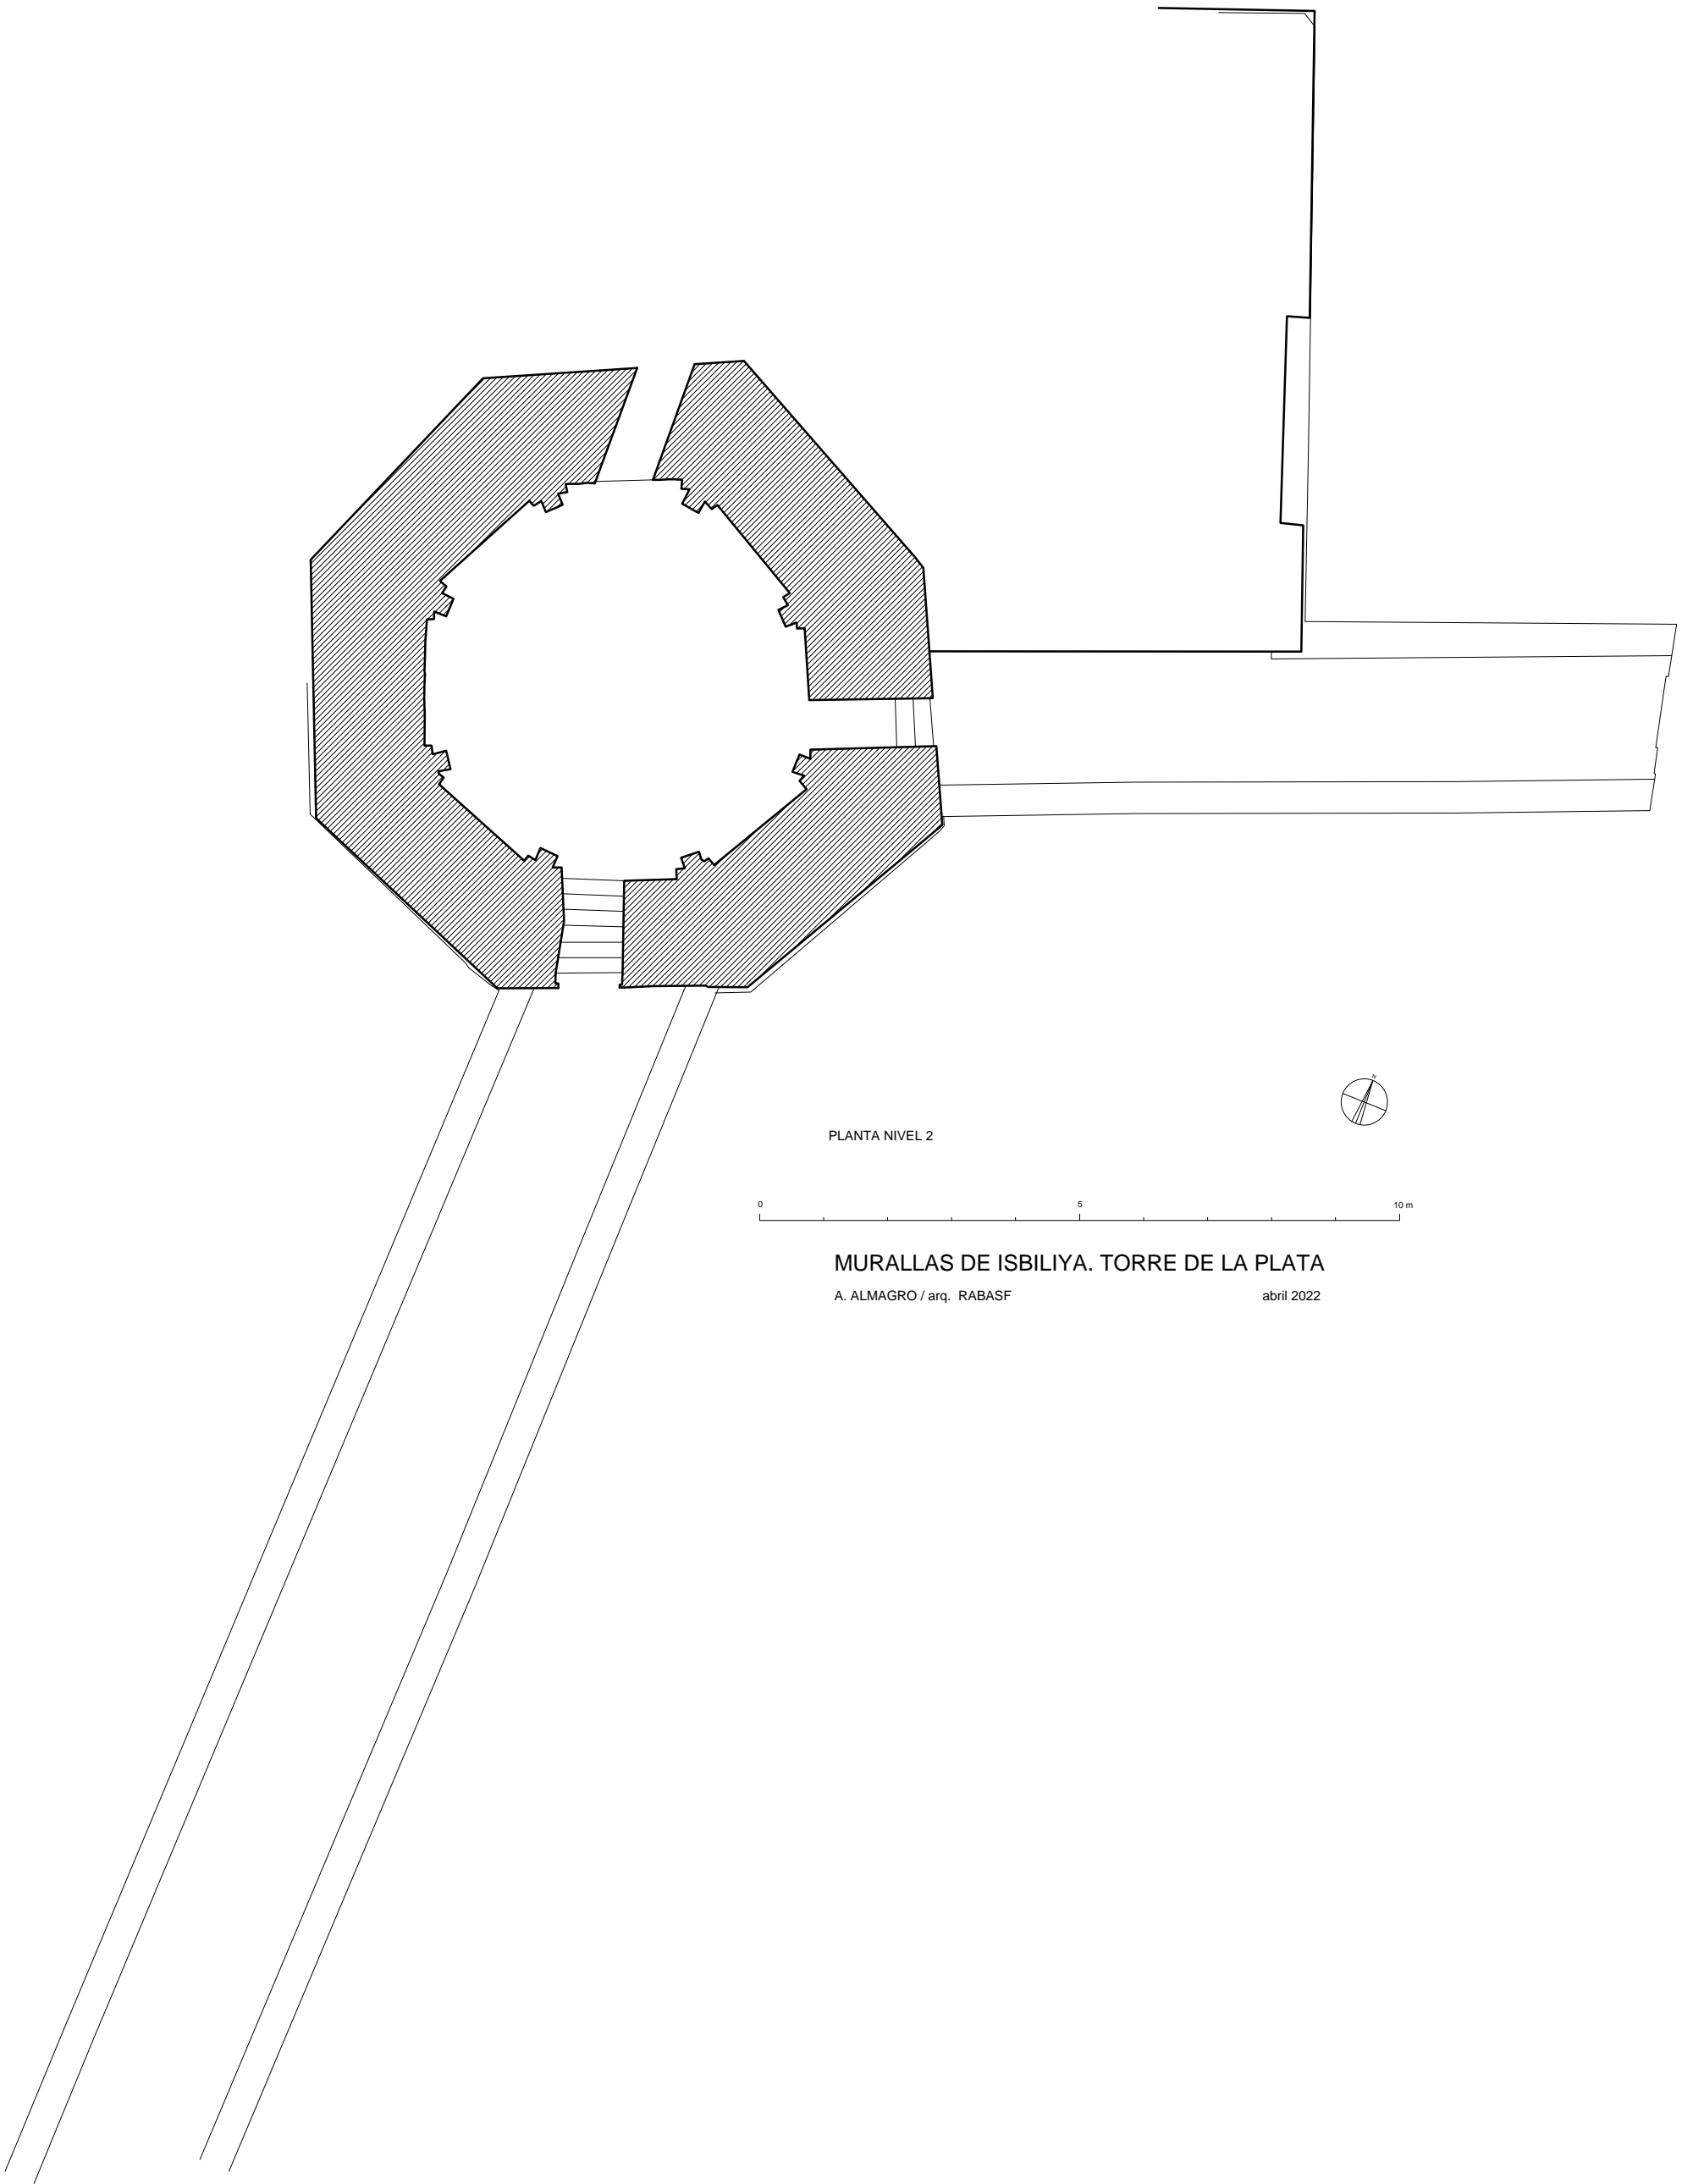 N
PLANTA NIVEL 2
0 5 10 m
MURALLAS DE ISBILIYA. TORRE DE LA PLATA
A. ALMAGRO / arq. RABASF abril 2022